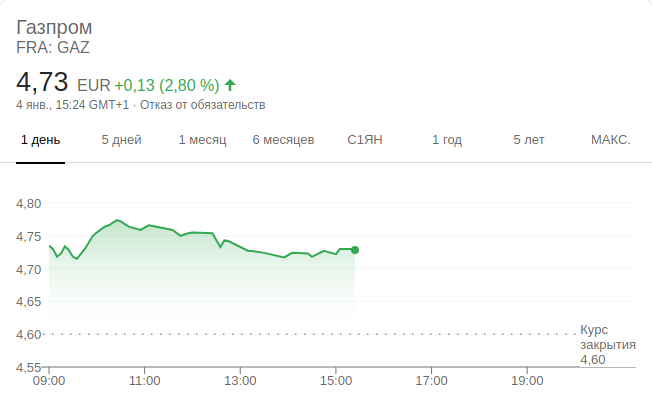 Газпром
FRA: GAZ
4,73 EUR +0,13 (2,80 %)
4 янв., 15:24 GMT+1 · Отказ от обязательств
1 день 5 дней 1 месяц 6 месяцев С1ЯН 1 год 5 лет МАКС.
4,80
4,75
4,70
4,65
4,60
4,55
Курс
закрытия
4,60
09:00 11:00 13:00 15:00 17:00 19:00